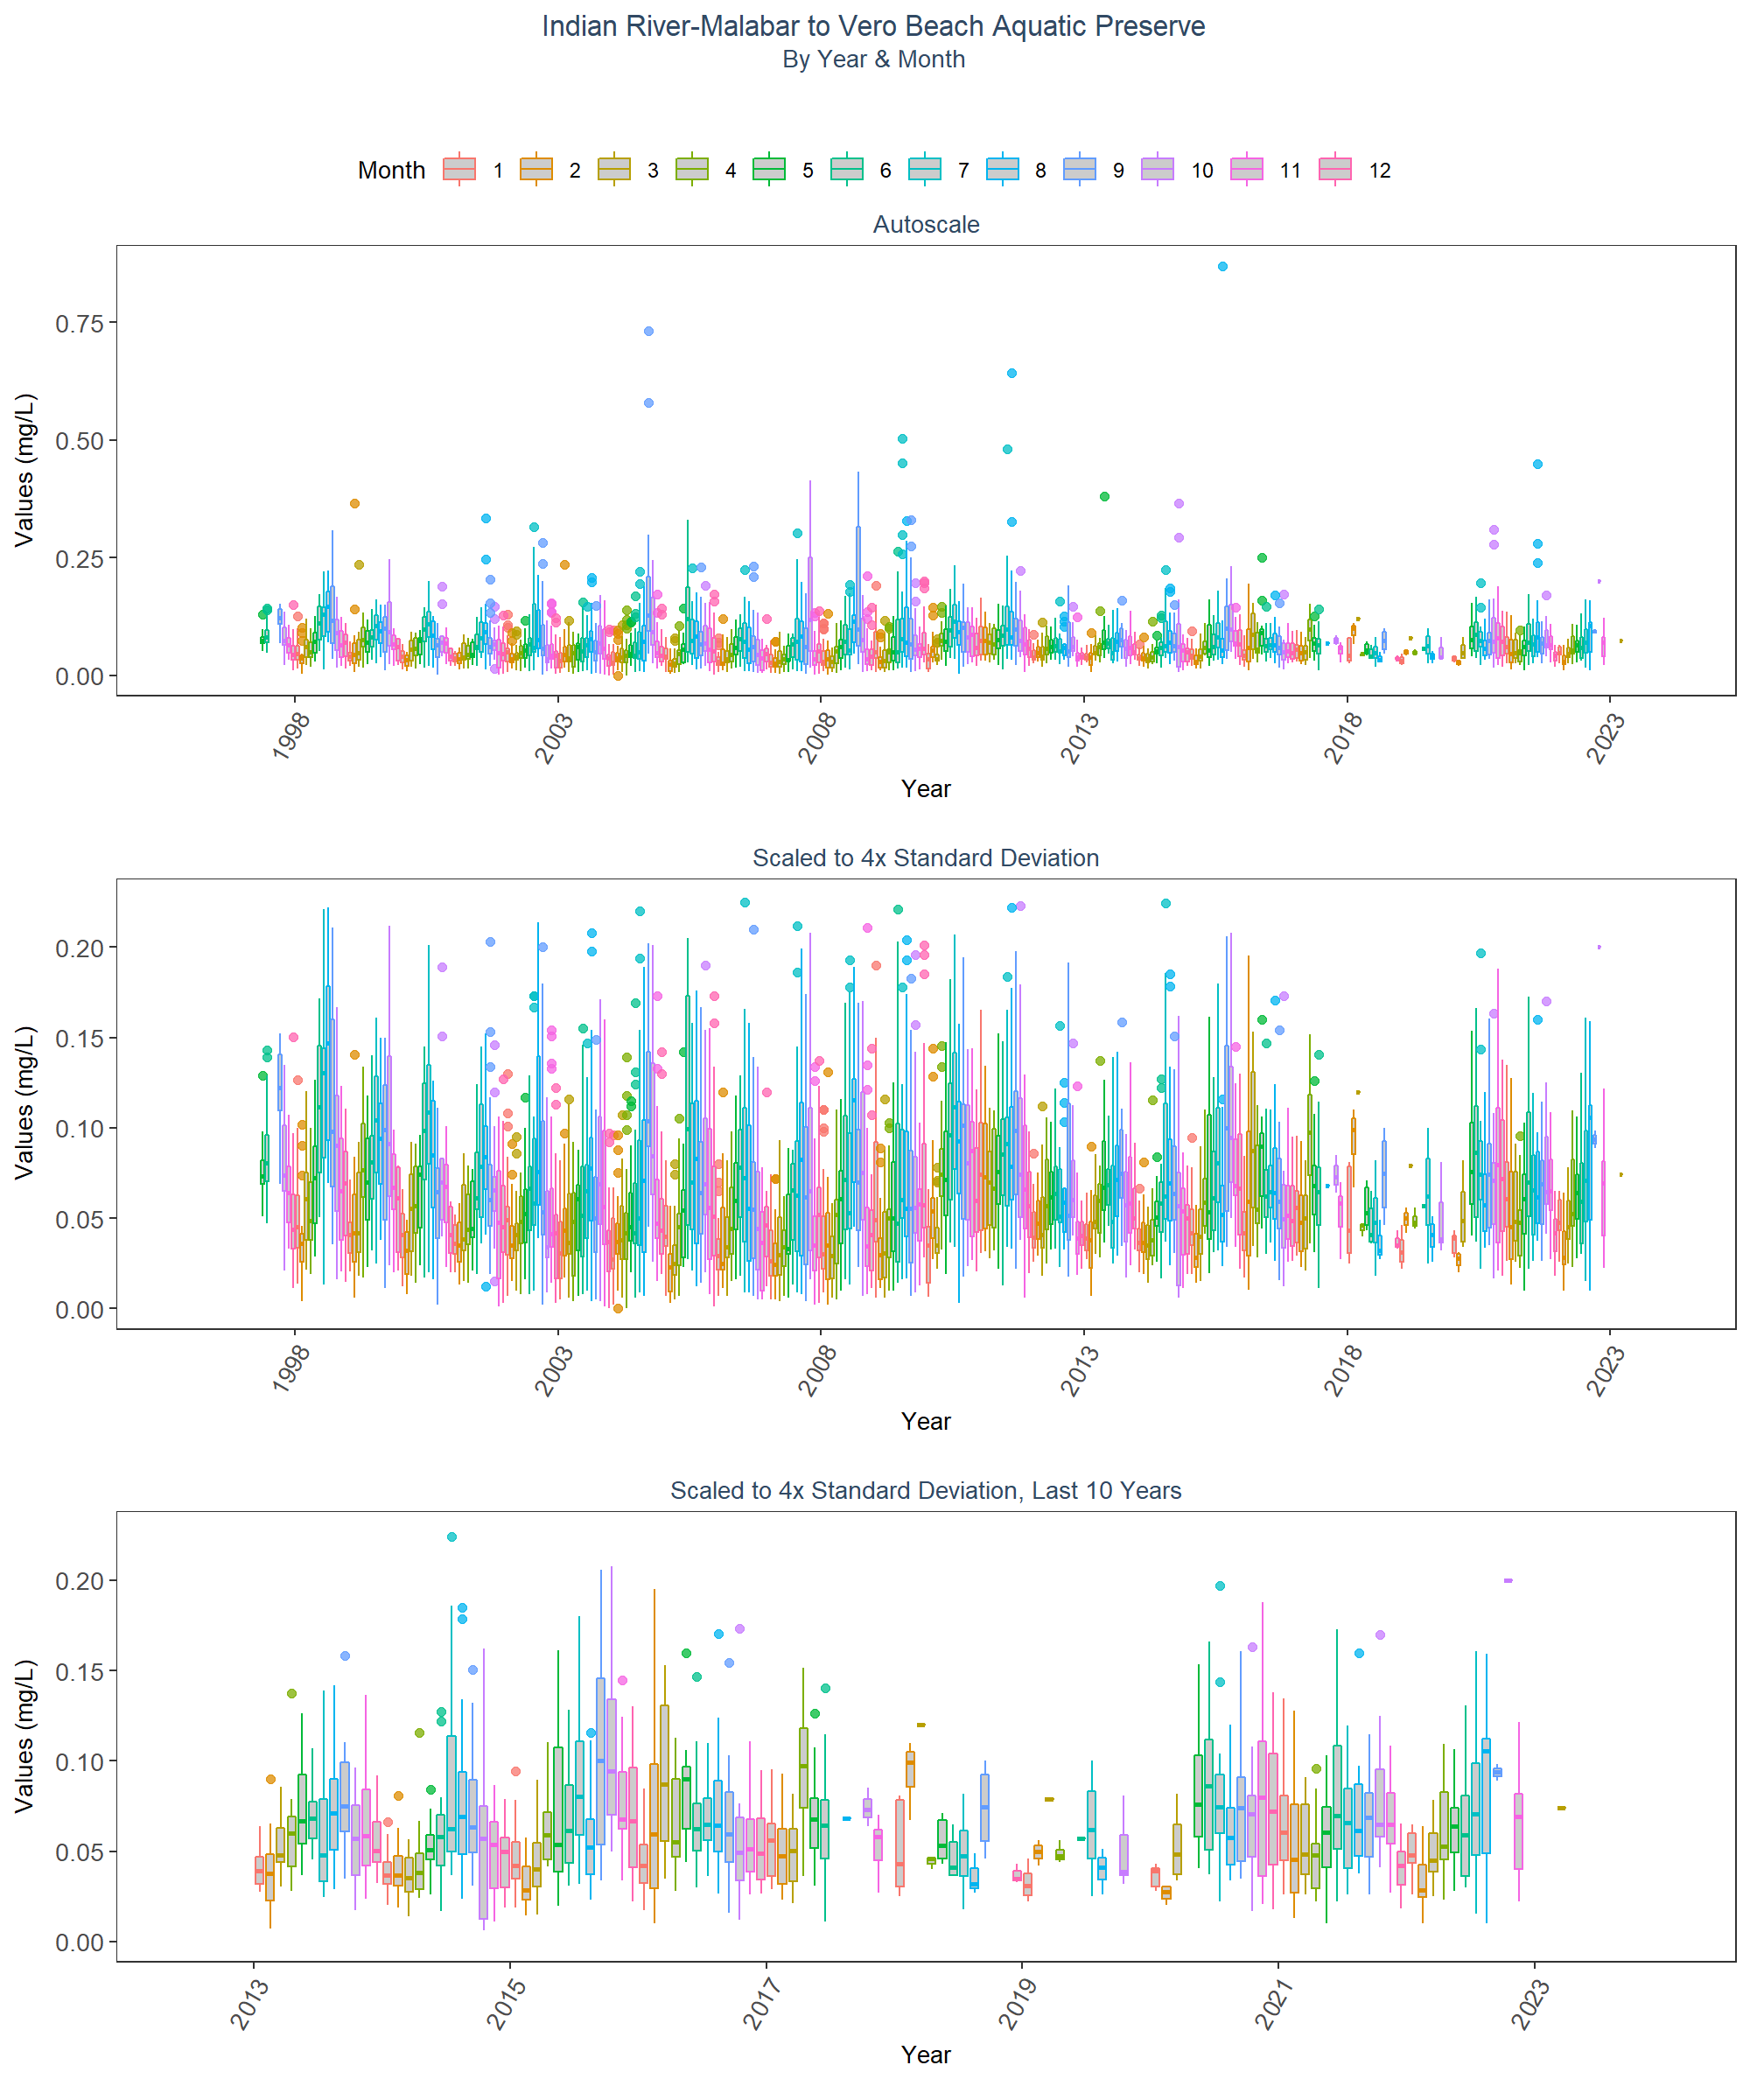 Indian River-Malabar to Vero Beach Aquatic Preserve
By Year & Month
Month 1 2 3 4 5 6 7 8 9 10 11 12
Autoscale
Values (mg/L)
0.75
0.50
0.25
0.00
1998 2003 2008 2013 2018 2023
Year
Scaled to 4x Standard Deviation
Values (mg/L)
0.20
0.15
0.10
0.05
0.00
1998 2003 2008 2013 2018 2023
Year
Scaled to 4x Standard Deviation, Last 10 Years
Values (mg/L)
0.20
0.15
0.10
0.05
0.00
2013 2015 2017 2019 2021 2023
Year